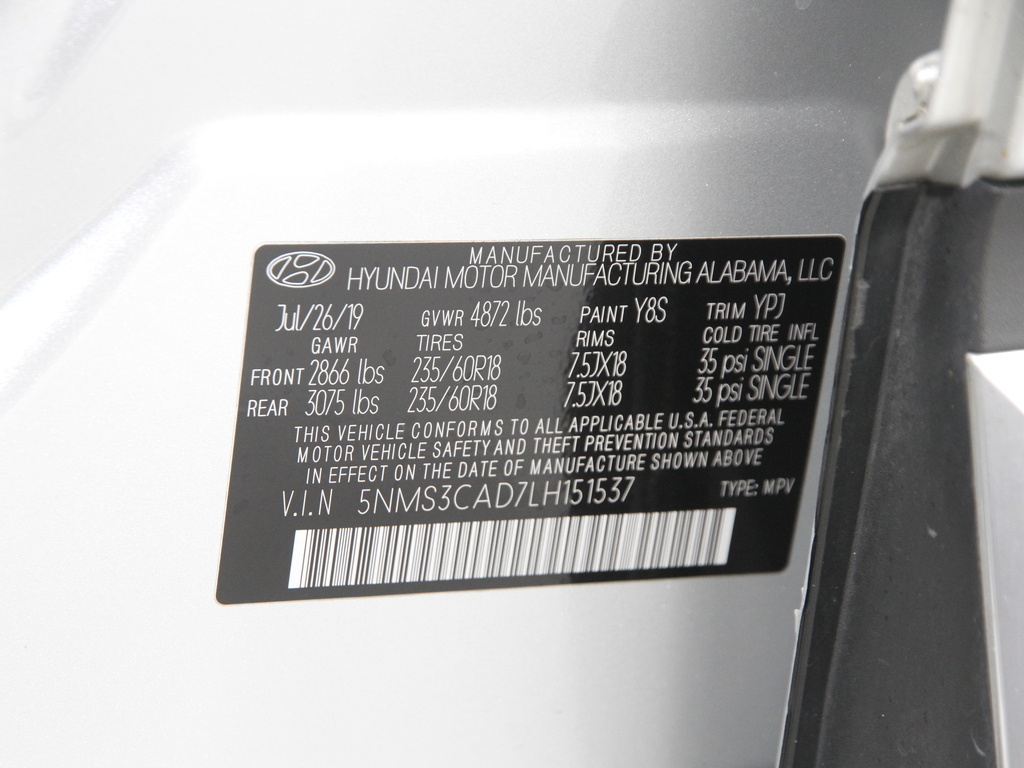 MANUFACTURED BY
HYUNDAI MOTOR MANUFACTURING ALABAMA, LLC
Jul/26/19 GVWR 4872 lbs PAINT Y8S TRIM YPJ
GAWR TIRES RIMS COLD TIRE INFL
FRONT 2866 lbs 235/60R18 7.5JX18 35 psi SINGLE
REAR 3075 lbs 235/60R18 7.5JX18 35 psi SINGLE
THIS VEHICLE CONFORMS TO ALL APPLICABLE U.S.A. FEDERAL
MOTOR VEHICLE SAFETY AND THEFT PREVENTION STANDARDS
IN EFFECT ON THE DATE OF MANUFACTURE SHOWN ABOVE
V.I.N 5NMS3CAD7LH151537 TYPE: MPV